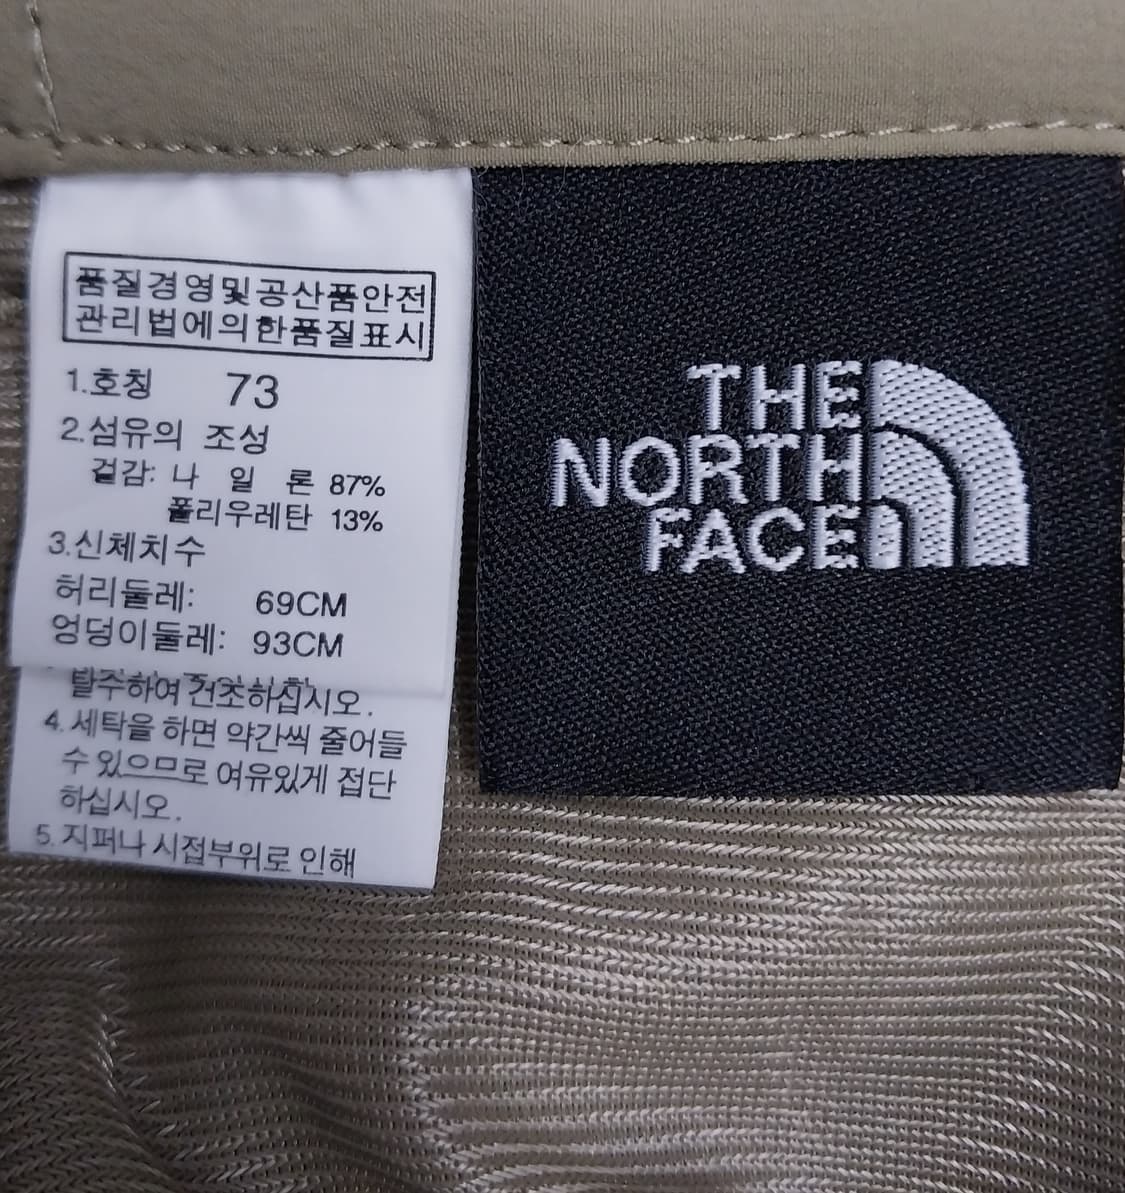 품질경영및공산품안전
관리법에의한품질표시
1.호칭 73
2.섬유의 조성
겉감: 나 일 론 87%
폴리우레탄 13%
3.신체치수
허리둘레: 69CM
엉덩이둘레: 93CM
탈주하여 건조하십시오.
4. 세탁을 하면 약간씩 줄어들
수 있으므로 여유있게 접단
하십시오.
5. 지퍼나 시접부위로 인해
THE
NORTH
FACE